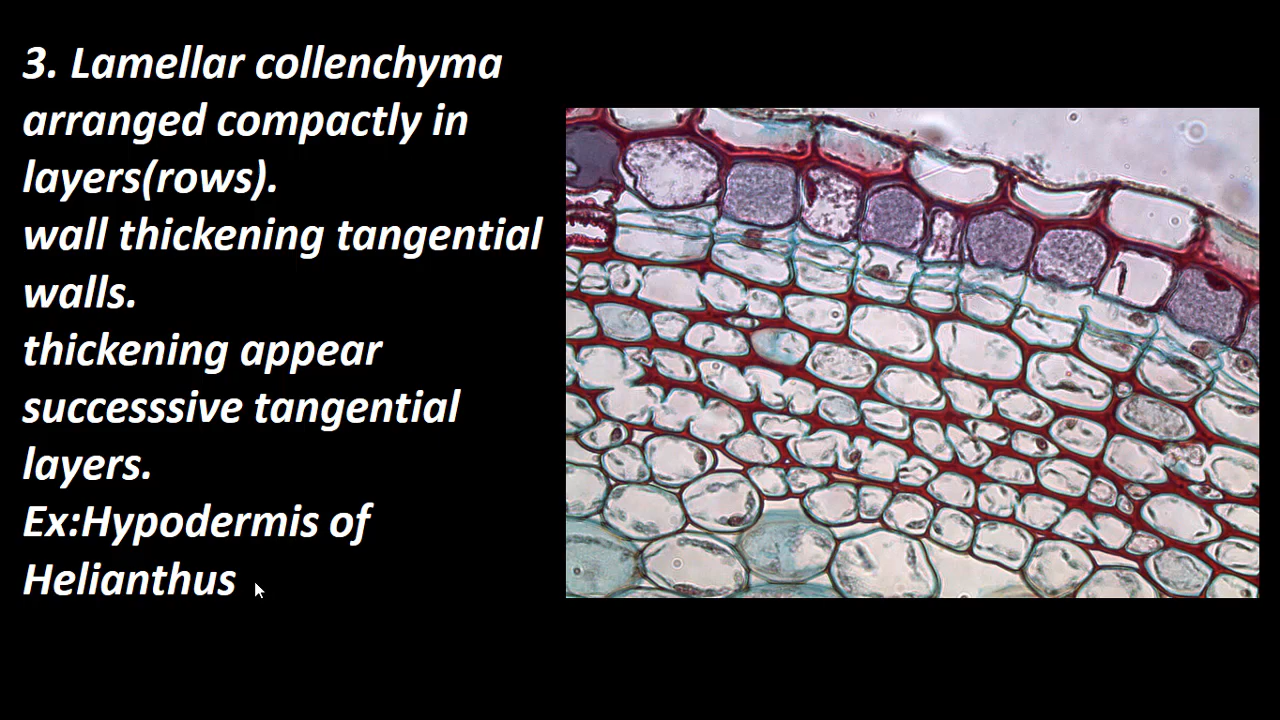 3. Lamellar collenchyma
arranged compactly in
layers(rows).
wall thickening tangential
walls.
thickening appear
successsive tangential
layers.
Ex:Hypodermis of
Helianthus